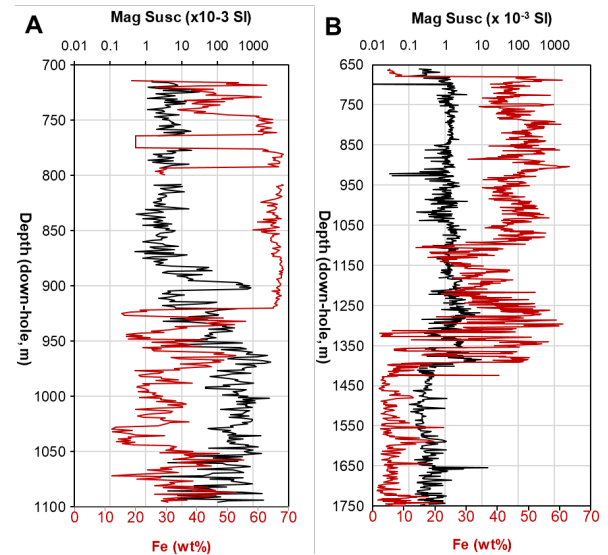 A
Mag Susc (x10-3 SI)
0.01 0.1 1 10 100 1000
700
750
800
850
900
950
1000
1050
1100
Depth (down-hole, m)
0 10 20 30 40 50 60 70
Fe (wt%)
B
Mag Susc (x 10⁻³ SI)
0.01 0.1 1 10 100 1000
650
750
850
950
1050
1150
1250
1350
1450
1550
1650
1750
Depth (down-hole, m)
0 10 20 30 40 50 60 70
Fe (wt%)